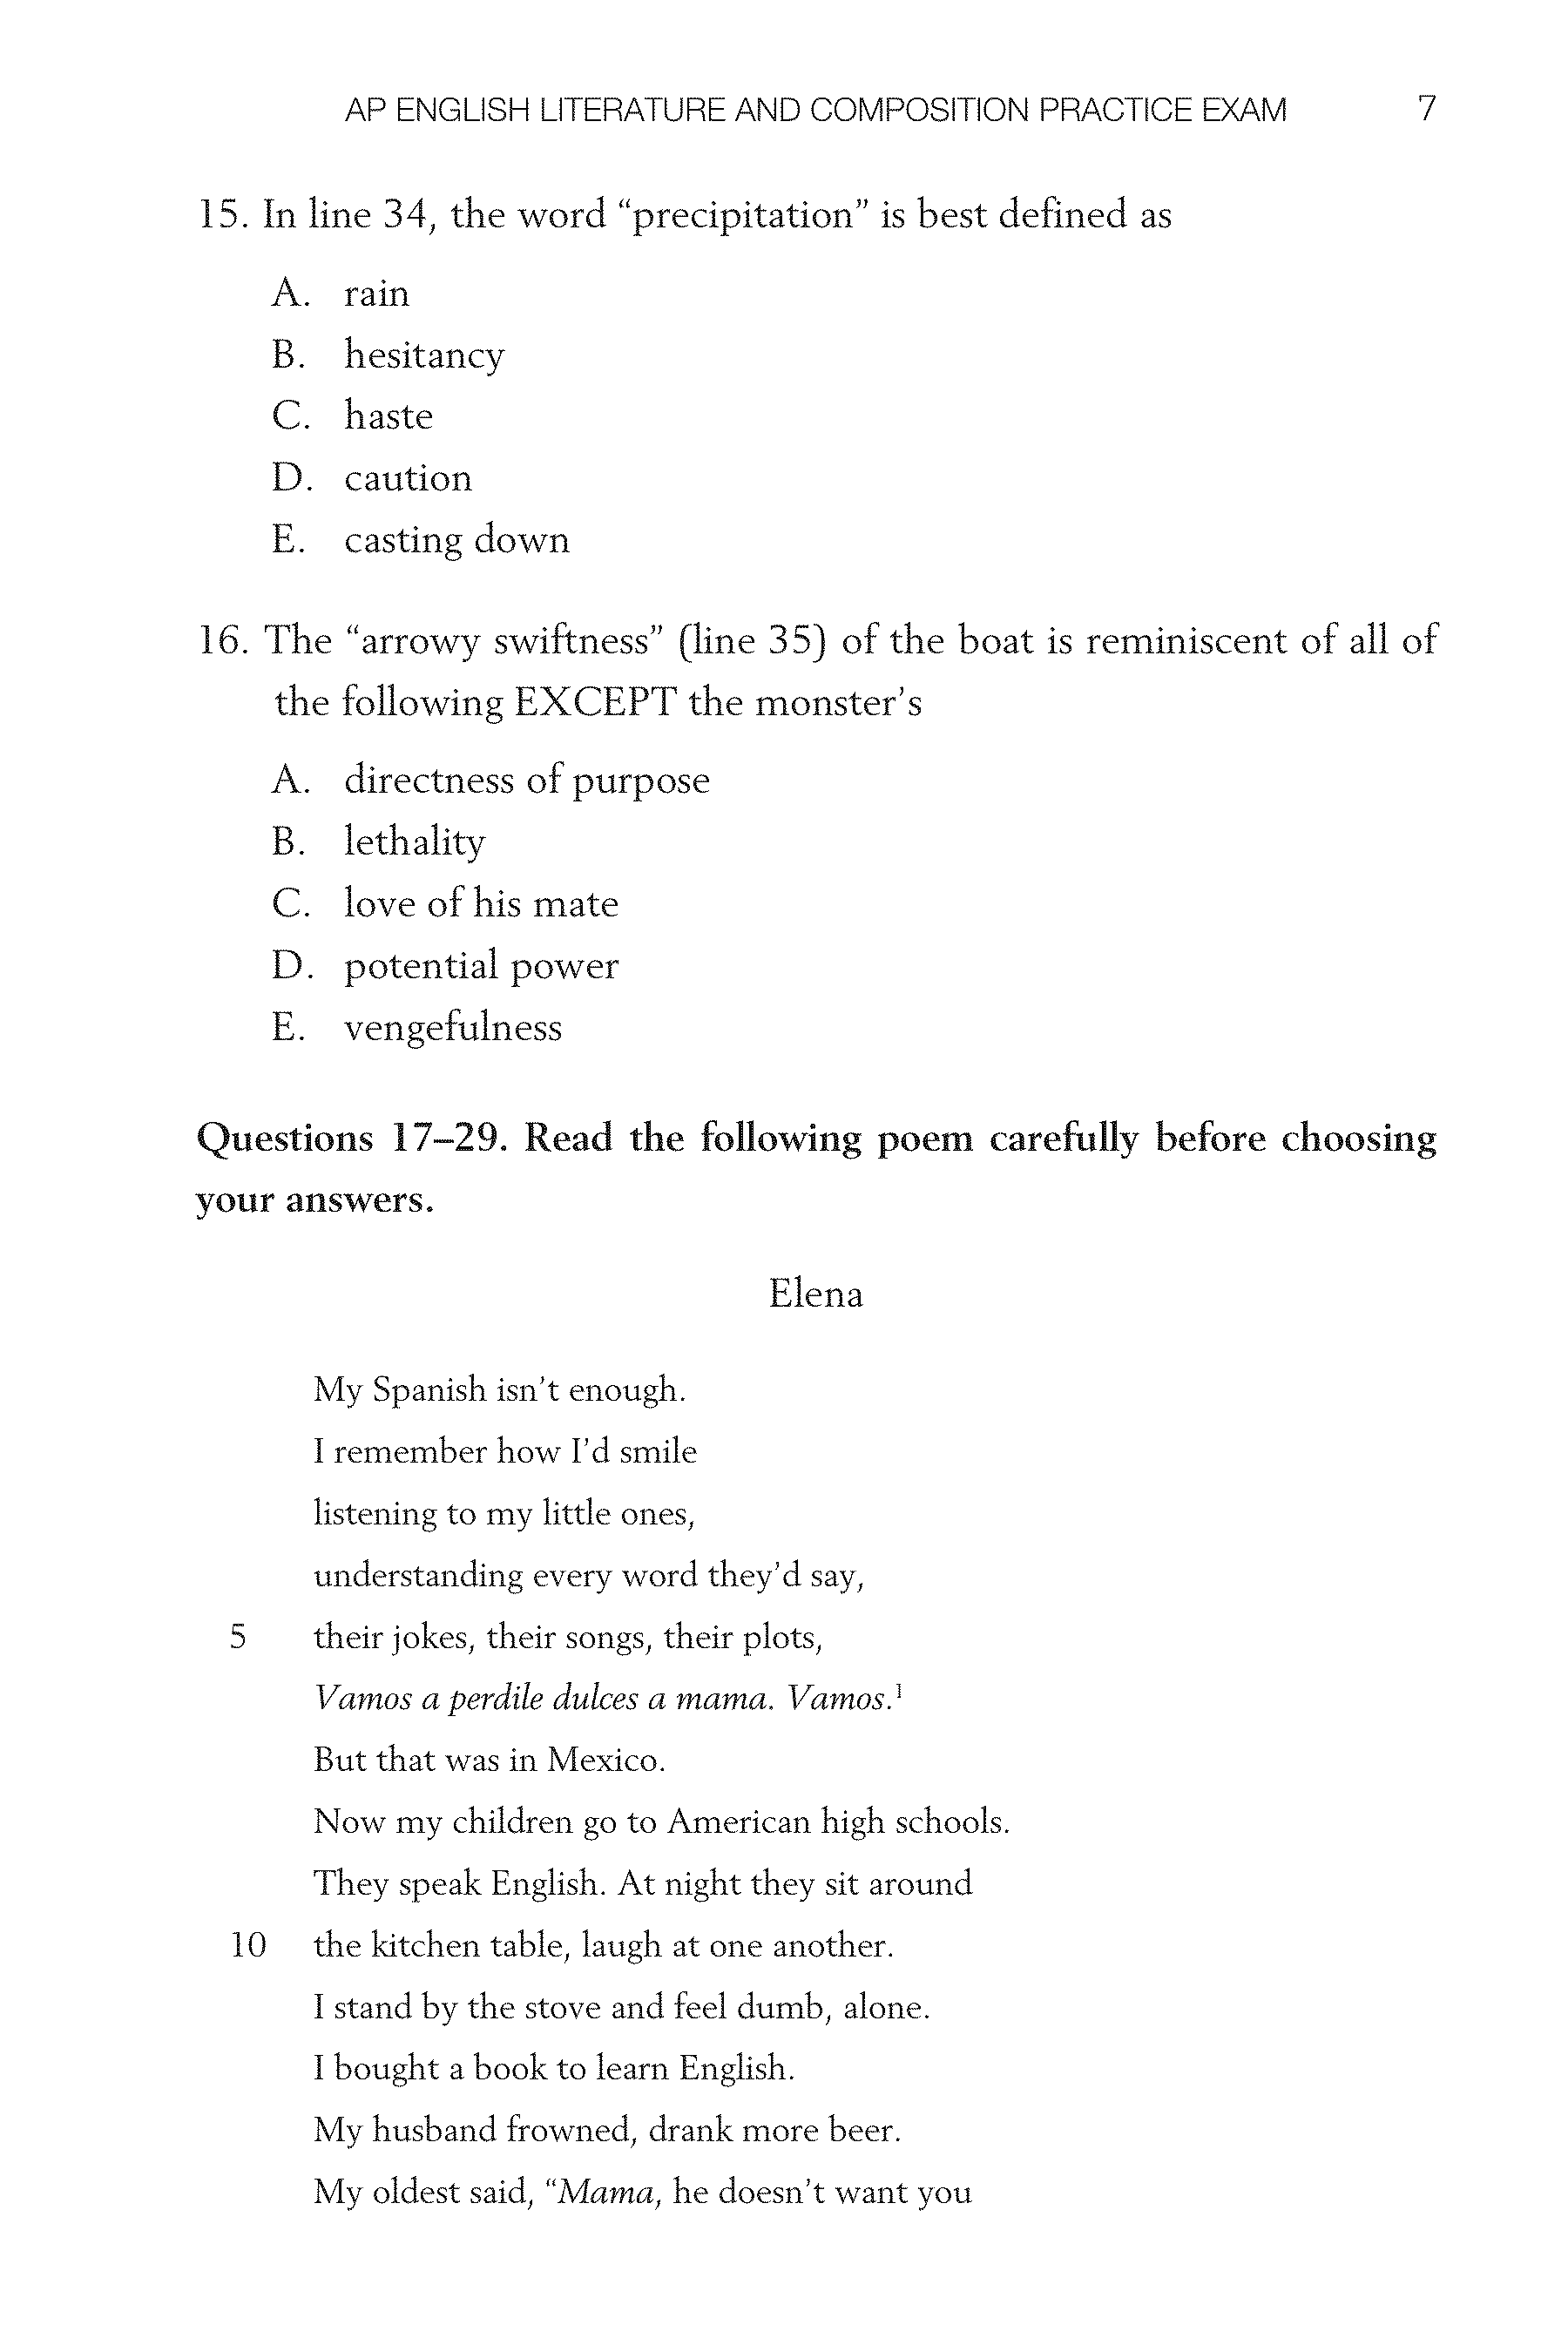 AP ENGLISH LITERATURE AND COMPOSITION PRACTICE EXAM 7
15. In line 34, the word “precipitation” is best defined as
A. rain
B. hesitancy
C. haste
D. caution
E. casting down
16. The “arrowy swiftness” (line 35) of the boat is reminiscent of all of
the following EXCEPT the monster’s
A. directness of purpose
B. lethality
C. love of his mate
D. potential power
E. vengefulness
Questions 17–29. Read the following poem carefully before choosing
your answers.
Elena
My Spanish isn’t enough.
I remember how I’d smile
listening to my little ones,
understanding every word they’d say,
5 their jokes, their songs, their plots,
Vamos a perdile dulces a mama. Vamos.¹
But that was in Mexico.
Now my children go to American high schools.
They speak English. At night they sit around
10 the kitchen table, laugh at one another.
I stand by the stove and feel dumb, alone.
I bought a book to learn English.
My husband frowned, drank more beer.
My oldest said, “Mama, he doesn’t want you